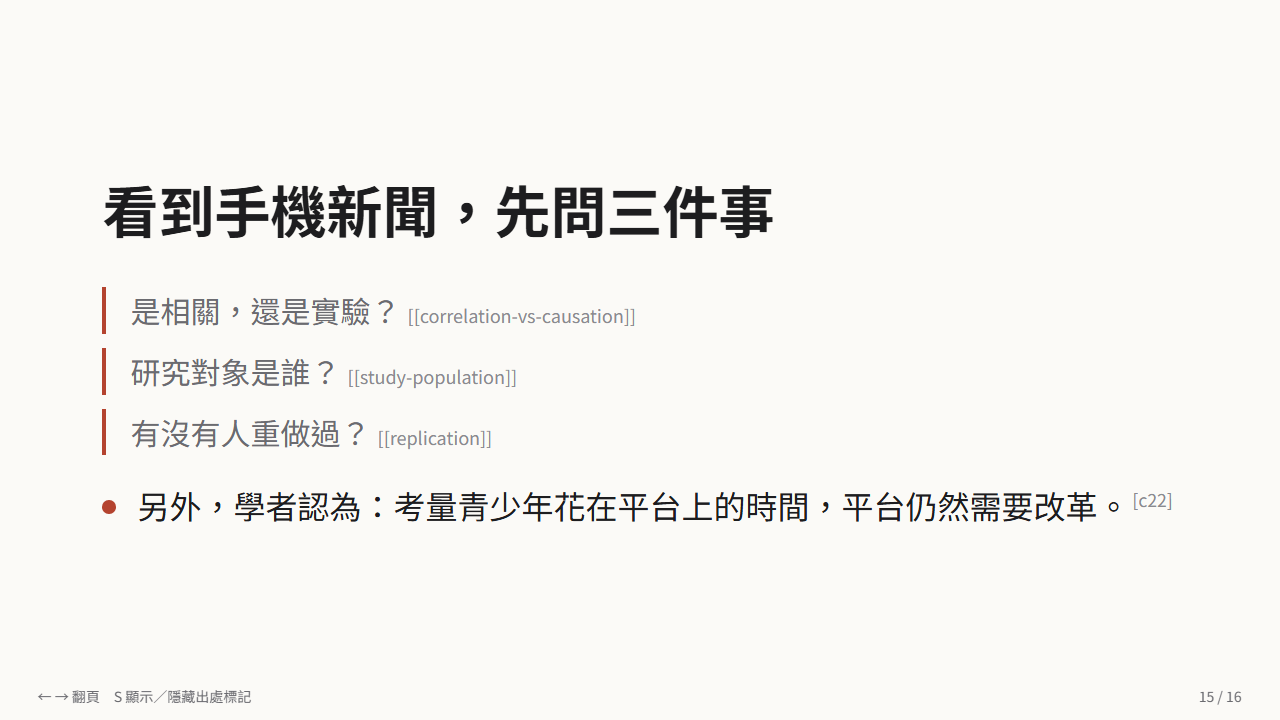 看到手機新聞，先問三件事
是相關，還是實驗？ [[correlation-vs-causation]]
研究對象是誰？ [[study-population]]
有沒有人重做過？ [[replication]]
另外，學者認為：考量青少年花在平台上的時間，平台仍然需要改革。[c22]
←→ 翻頁 S 顯示／隱藏出處標記
15 / 16